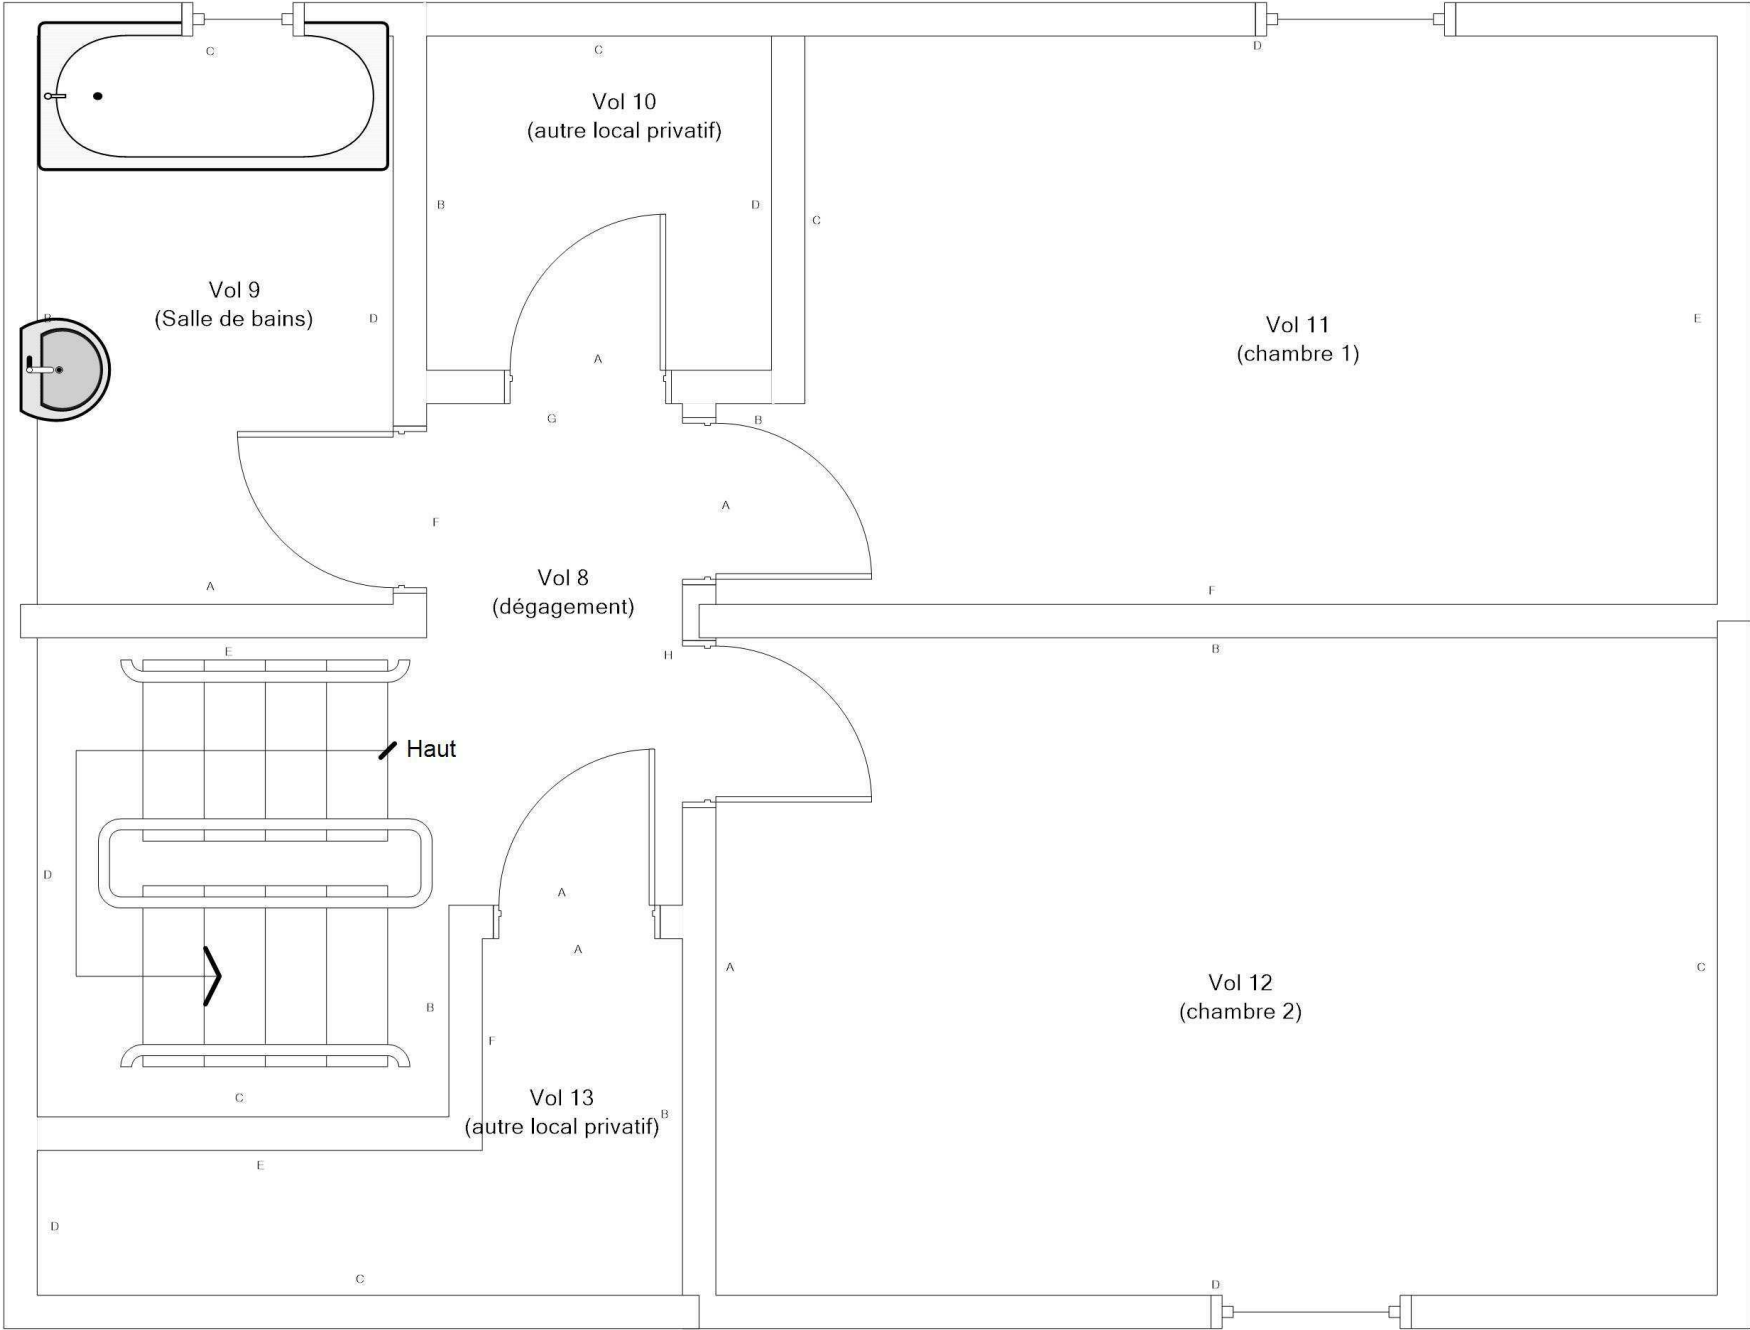 C
C
D
Vol 10
(autre local privatif)
B
D
C
Vol 9
(Salle de bains)
B
D
Vol 11
(chambre 1)
E
A
G
B
A
F
Vol 8
(dégagement)
A
F
E
H
B
Haut
D
A
A
A
B
F
Vol 12
(chambre 2)
C
C
Vol 13
(autre local privatif)
B
E
D
C
D